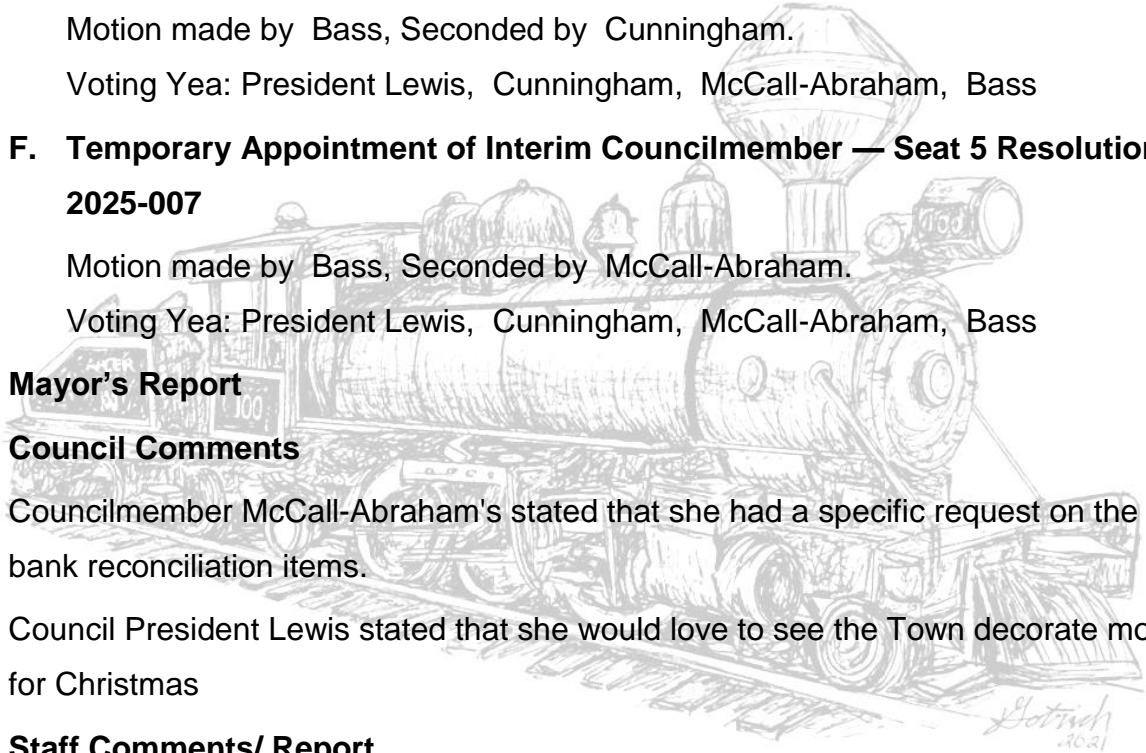 Motion made by Bass, Seconded by Cunningham.
Voting Yea: President Lewis, Cunningham, McCall-Abraham, Bass
F. Temporary Appointment of Interim Councilmember — Seat 5 Resolution
2025-007
Motion made by Bass, Seconded by McCall-Abraham.
Voting Yea: President Lewis, Cunningham, McCall-Abraham, Bass
Mayor's Report
Council Comments
Councilmember McCall-Abraham's stated that she had a specific request on the
bank reconciliation items.
Council President Lewis stated that she would love to see the Town decorate
for Christmas
Staff Comments/ Report
100
2021